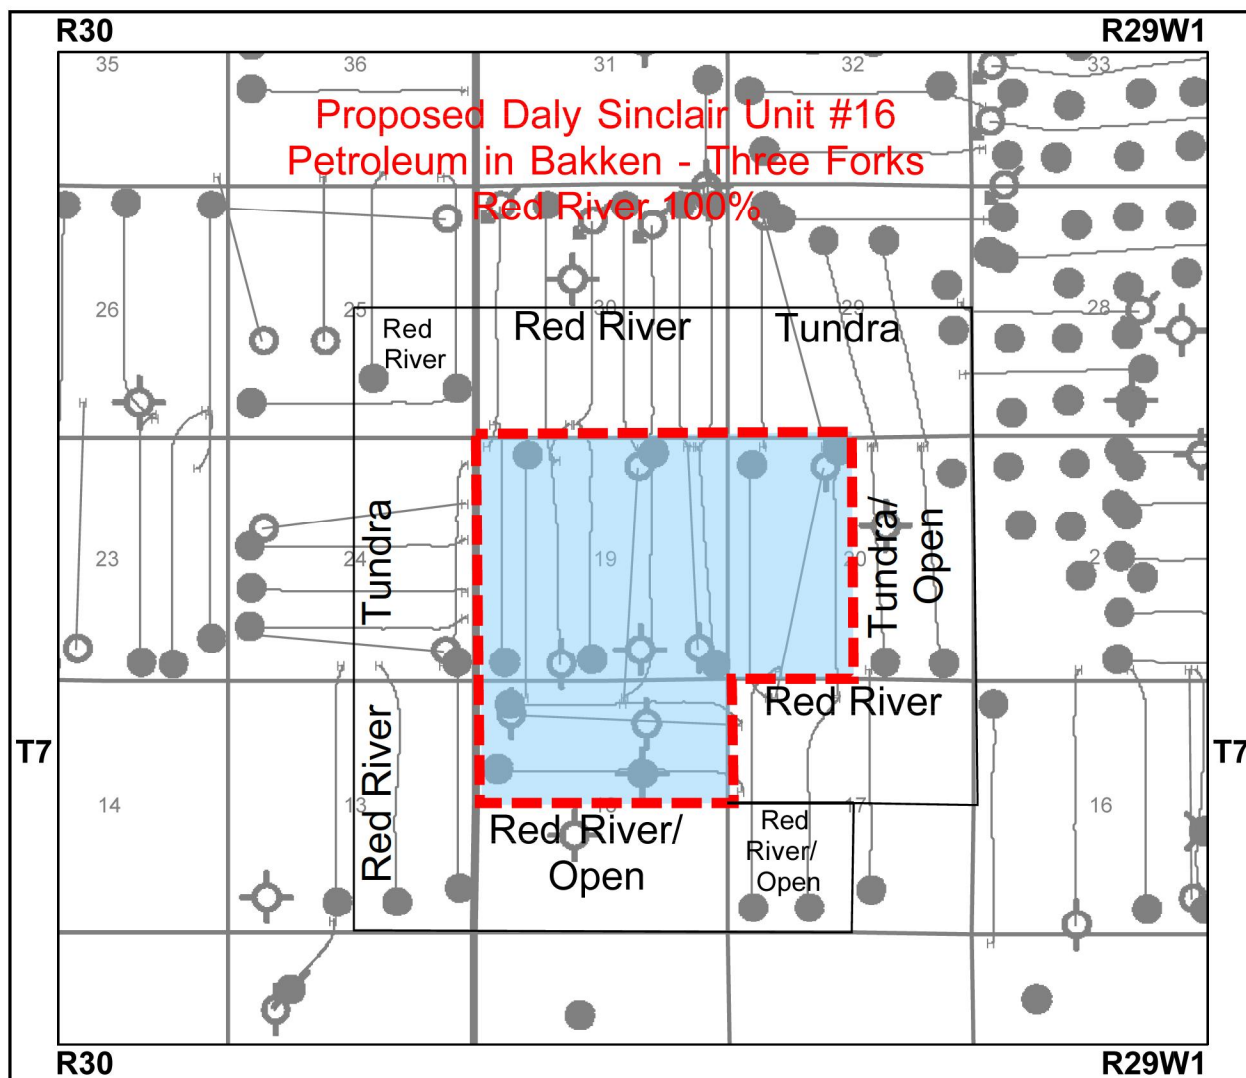 R30
R29W1
35
36
31
32
33
Proposed Daly Sinclair Unit #16
Petroleum in Bakken - Three Forks
Red River 100%
26
25
30
29
28
Red
River
Red River
Tundra
23
24
19
20
21
Tundra
Tundra/
Open
Red River
T7
T7
14
13
18
17
16
Red River
Red River/
Open
Red
River/
Open
R30
R29W1